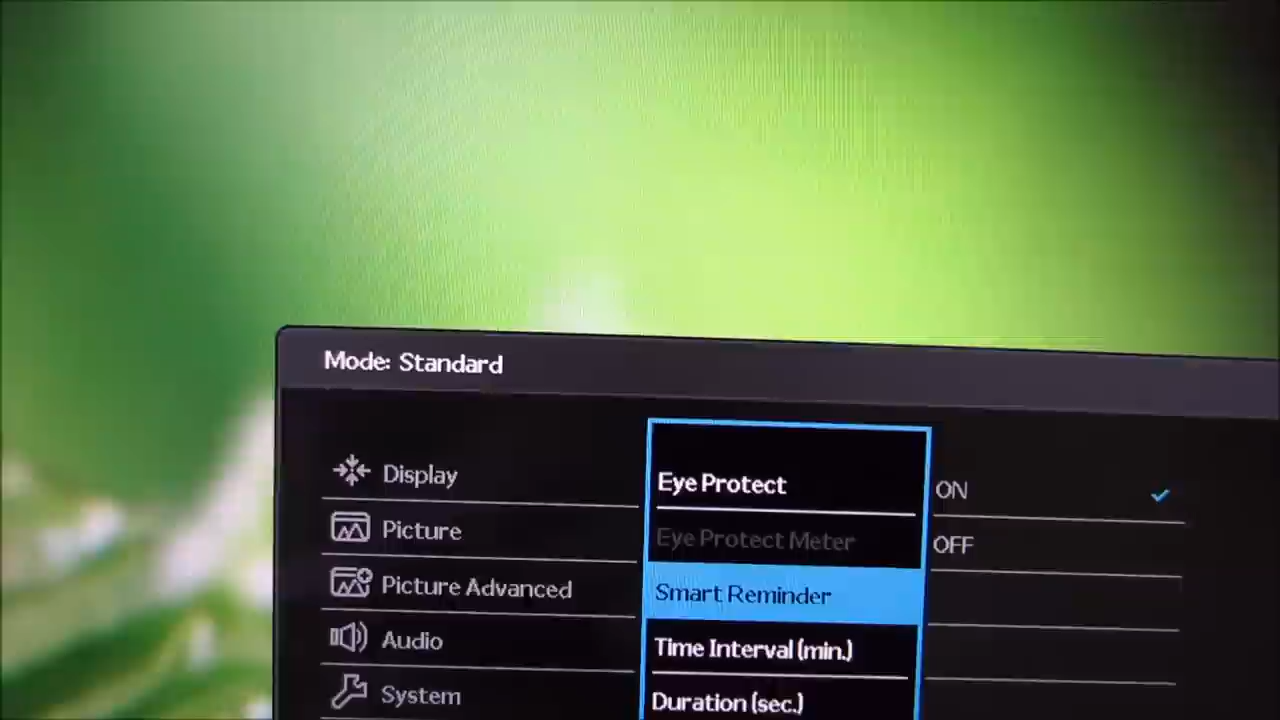 Mode: Standard
Display
Picture
Picture Advanced
Audio
System
Eye Protect
Eye Protect Meter
Smart Reminder
Time Interval (min.)
Duration (sec.)
ON
OFF